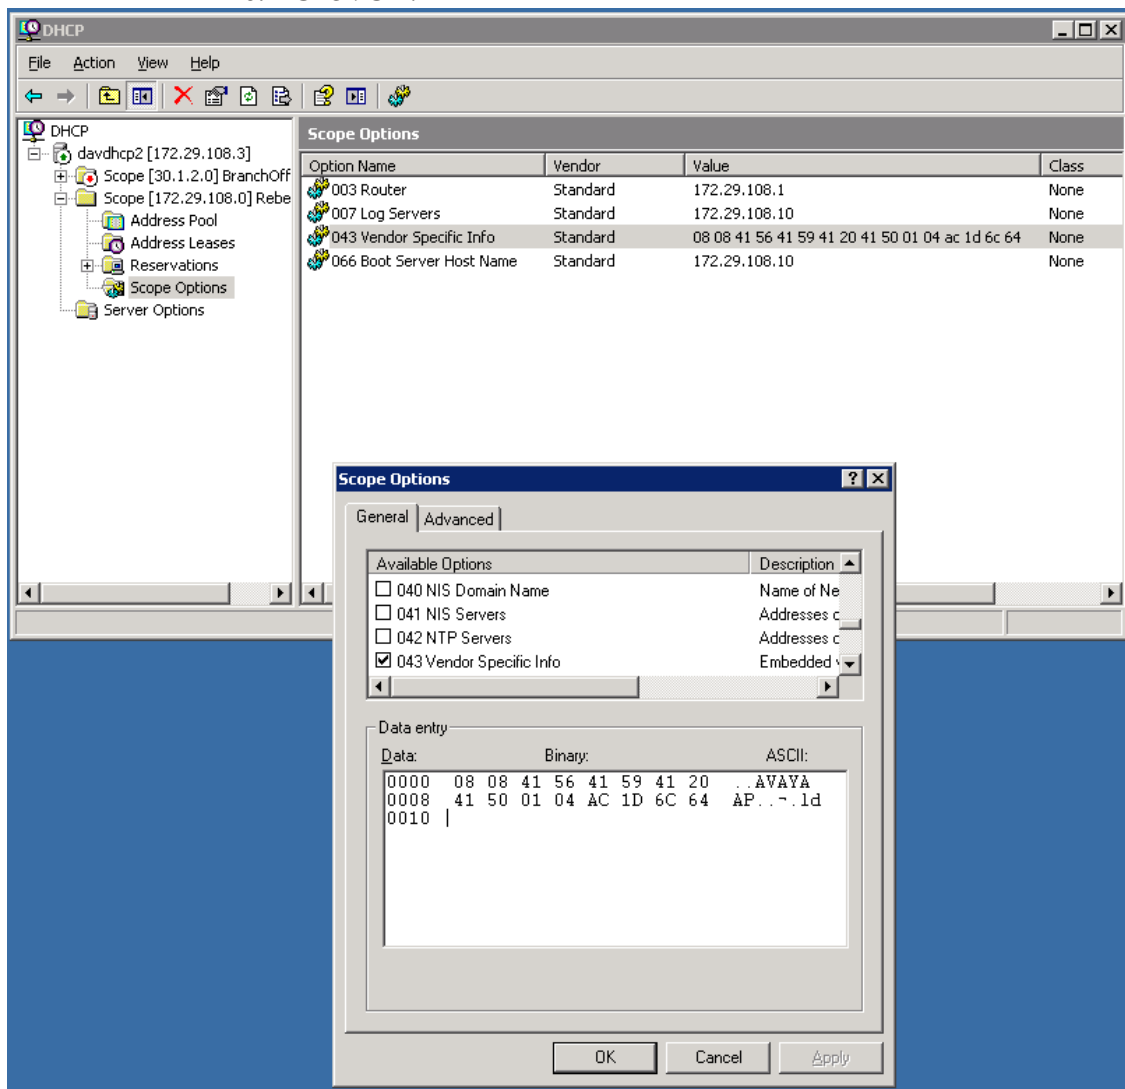 DHCP
File Action View Help
DHCP
davdhcp2 [172.29.108.3]
Scope [30.1.2.0] BranchOff
Scope [172.29.108.0] Rebe
Address Pool
Address Leases
Reservations
Scope Options
Server Options
Scope Options
Option Name Vendor Value Class
003 Router Standard 172.29.108.1 None
007 Log Servers Standard 172.29.108.10 None
043 Vendor Specific Info Standard 08 08 41 56 41 59 41 20 41 50 01 04 ac 1d 6c 64 None
066 Boot Server Host Name Standard 172.29.108.10 None
Scope Options
General Advanced
Available Options Description
040 NIS Domain Name Name of Ne
041 NIS Servers Addresses c
042 NTP Servers Addresses c
043 Vendor Specific Info Embedded v
Data entry
Data: Binary: ASCII:
0000 08 08 41 56 41 59 41 20 ..AVAYA
0008 41 50 01 04 AC 1D 6C 64 AP..¬.ld
0010
OK Cancel Apply